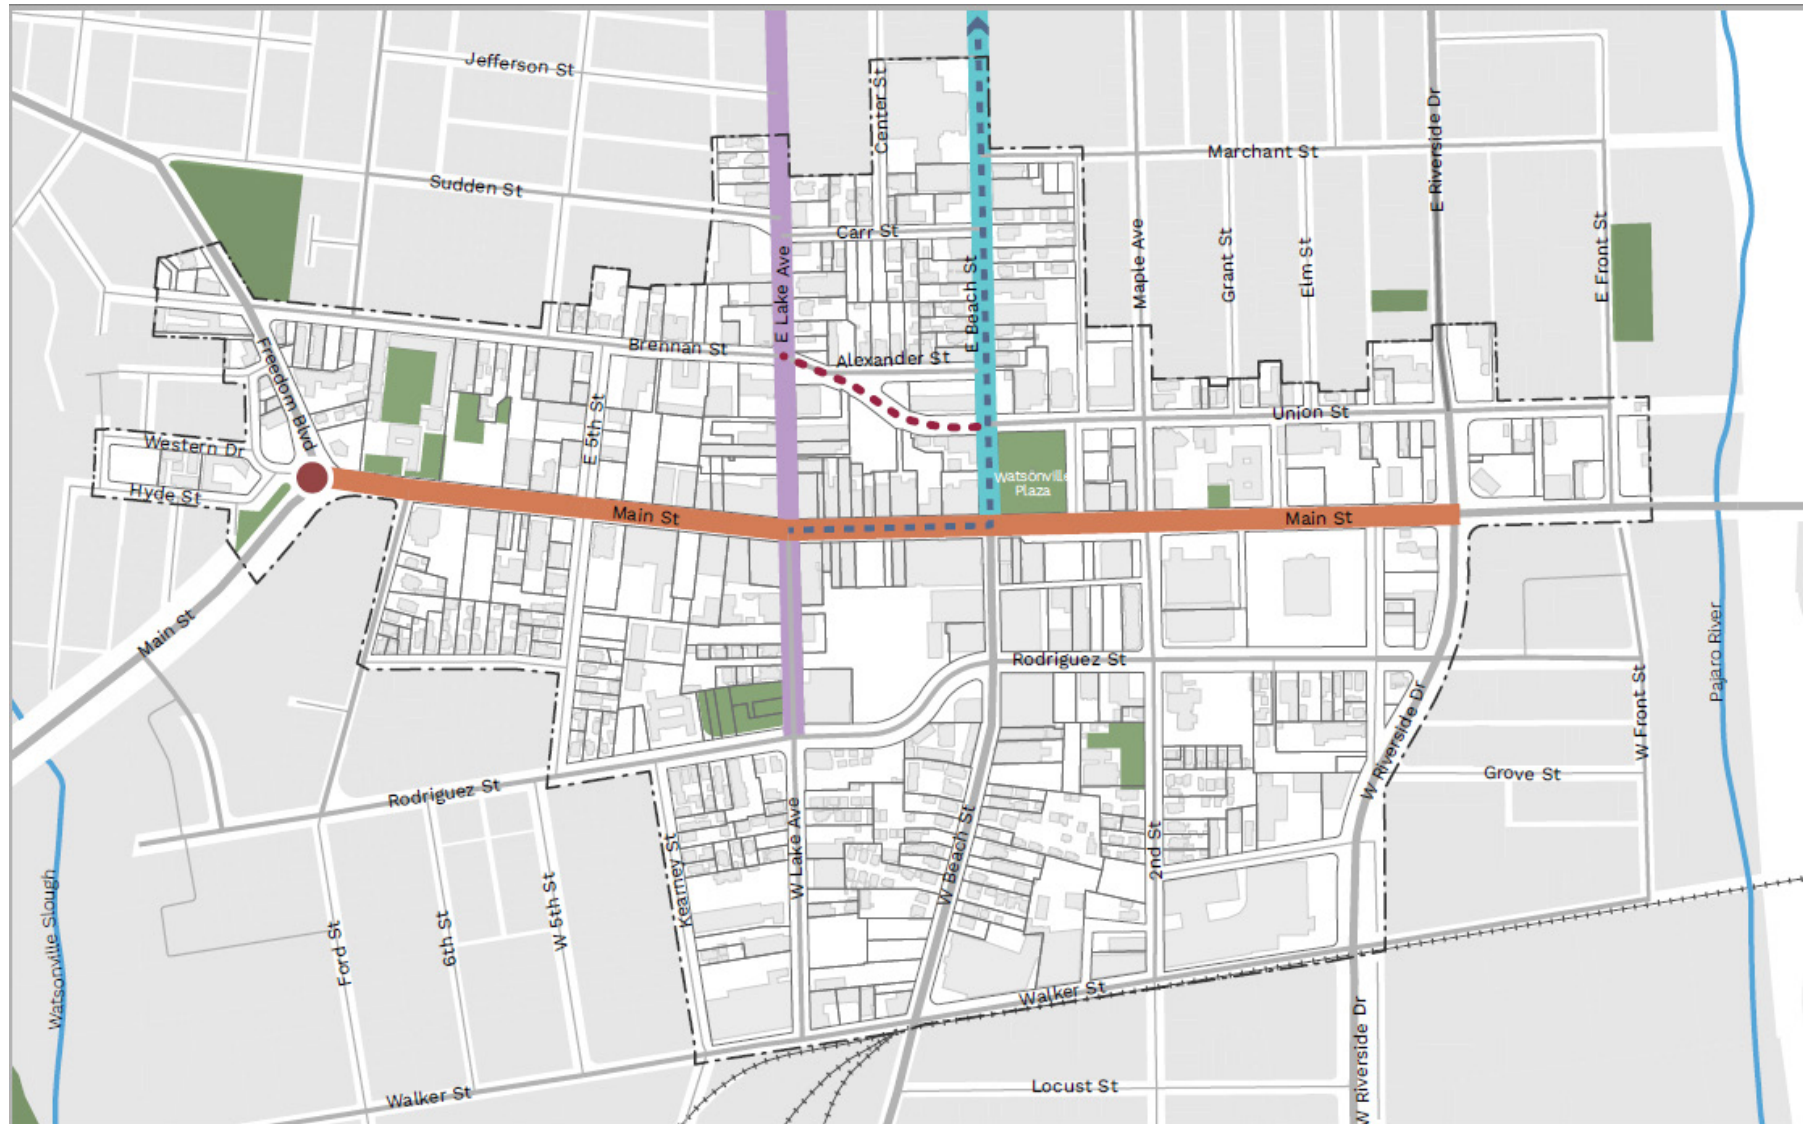 Jefferson St
Center St
E Riverside Dr
Marchant St
Sudden St
Carr St
Maple Ave
Grant St
Elm St
E Front St
E Lake Ave
E Beach St
Brennan St
Alexander St
Freedom Blvd
Union St
E 5th St
Western Dr
Hyde St
Watsonville
Plaza
Main St
Main St
Main St
Pajaro River
Rodriguez St
W Front St
W Riverside Dr
Grove St
Rodriguez St
Kearney St
W Lake Ave
W Beach St
2nd St
Watsonville Slough
Ford St
6th St
W 5th St
Walker St
W Riverside Dr
Walker St
Locust St